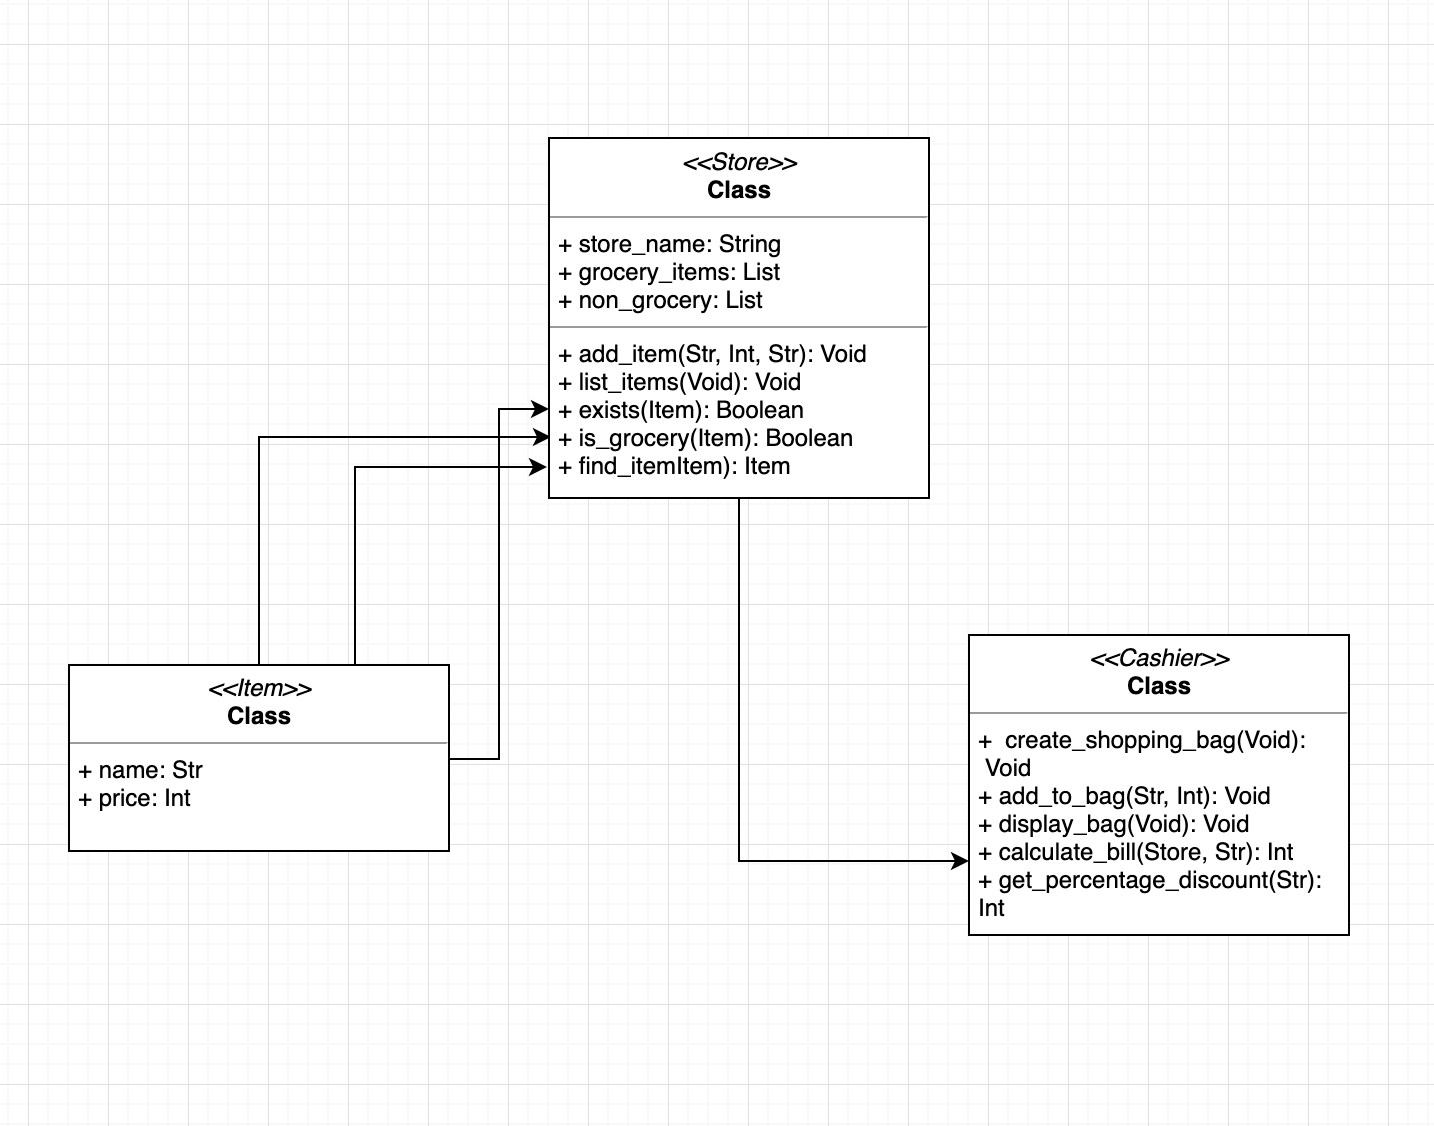 <<Store>>
Class
+ store_name: String
+ grocery_items: List
+ non_grocery: List
+ add_item(Str, Int, Str): Void
+ list_items(Void): Void
+ exists(Item): Boolean
+ is_grocery(Item): Boolean
+ find_itemItem): Item
<<Item>>
Class
+ name: Str
+ price: Int
<<Cashier>>
Class
+  create_shopping_bag(Void):
Void
+ add_to_bag(Str, Int): Void
+ display_bag(Void): Void
+ calculate_bill(Store, Str): Int
+ get_percentage_discount(Str):
Int